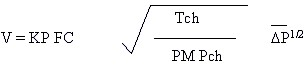 Tch
V = KP FC √ ΔP1/2
PM Pch